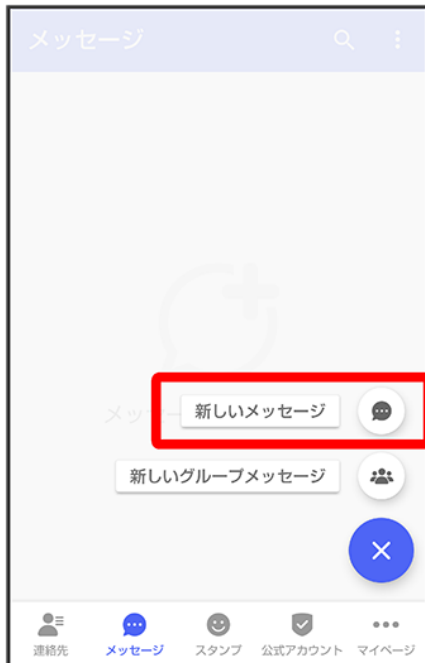 メッセージ
新しいメッセージ
新しいグループメッセージ
連絡先
メッセージ
スタンプ
公式アカウント
マイページ